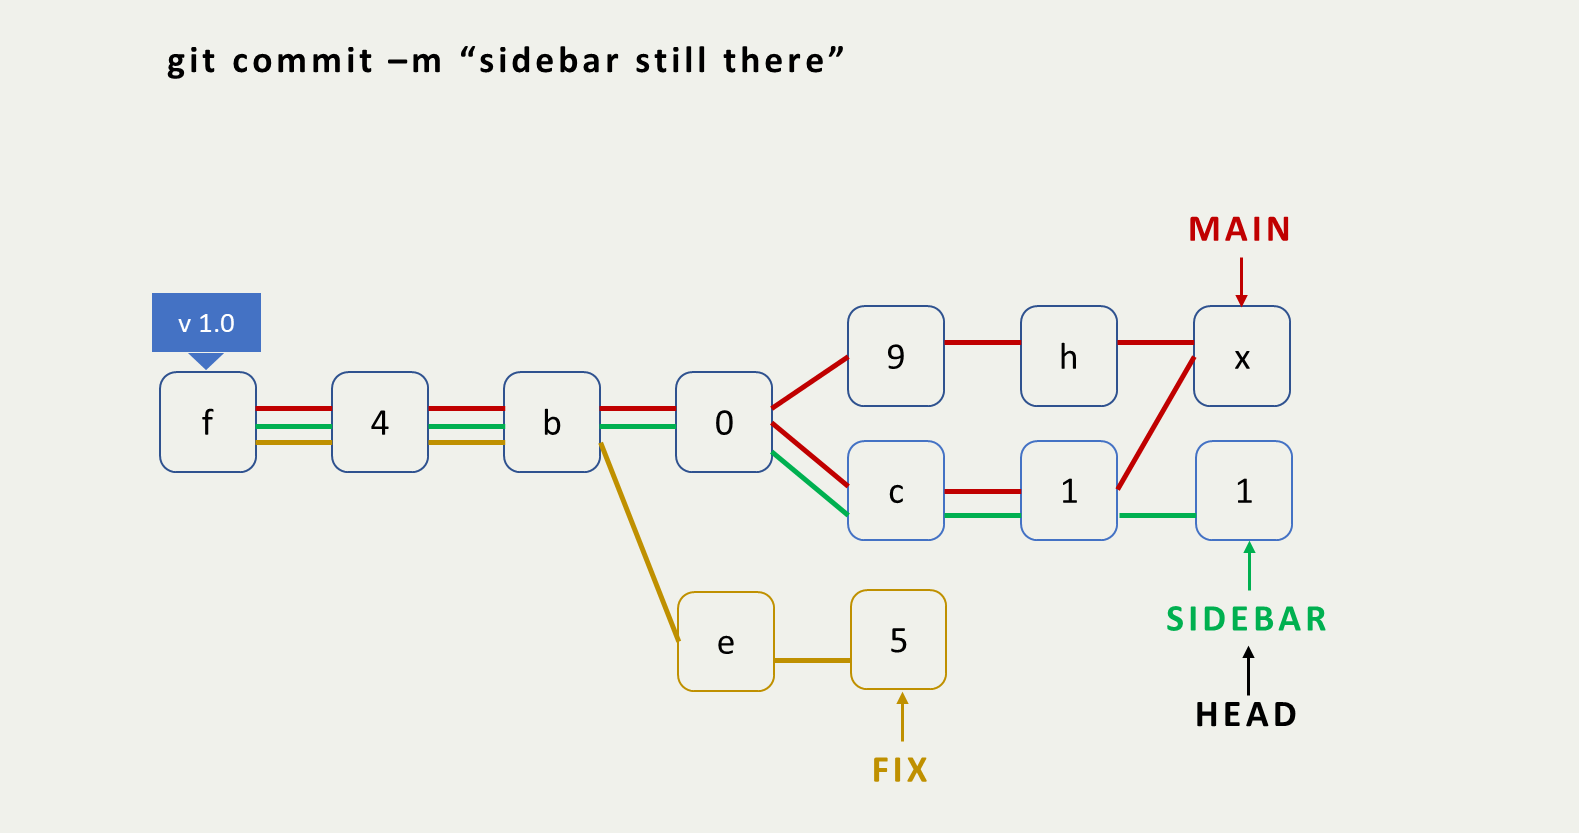 git commit –m “sidebar still there”
MAIN
v 1.0
9 h x
f 4 b 0
c 1 1
SIDEBAR
e 5
HEAD
FIX